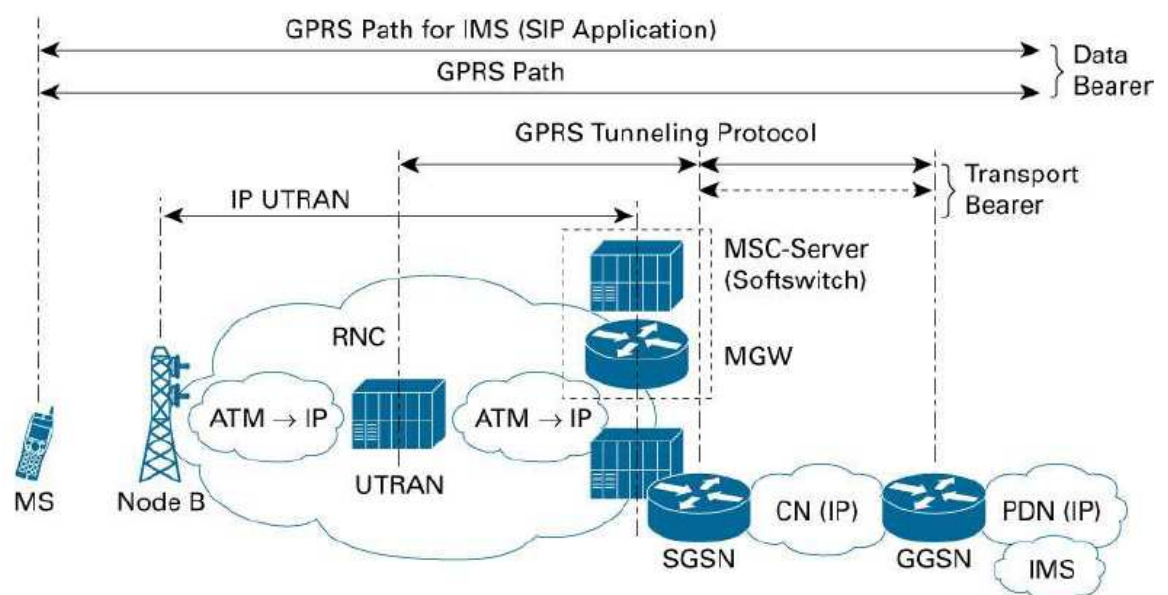 GPRS Path for IMS (SIP Application)
GPRS Path
Data
Bearer
GPRS Tunneling Protocol
Transport
Bearer
IP UTRAN
MSC-Server
(Softswitch)
RNC
MGW
ATM → IP
ATM → IP
MS
Node B
UTRAN
CN (IP)
PDN (IP)
SGSN
GGSN
IMS